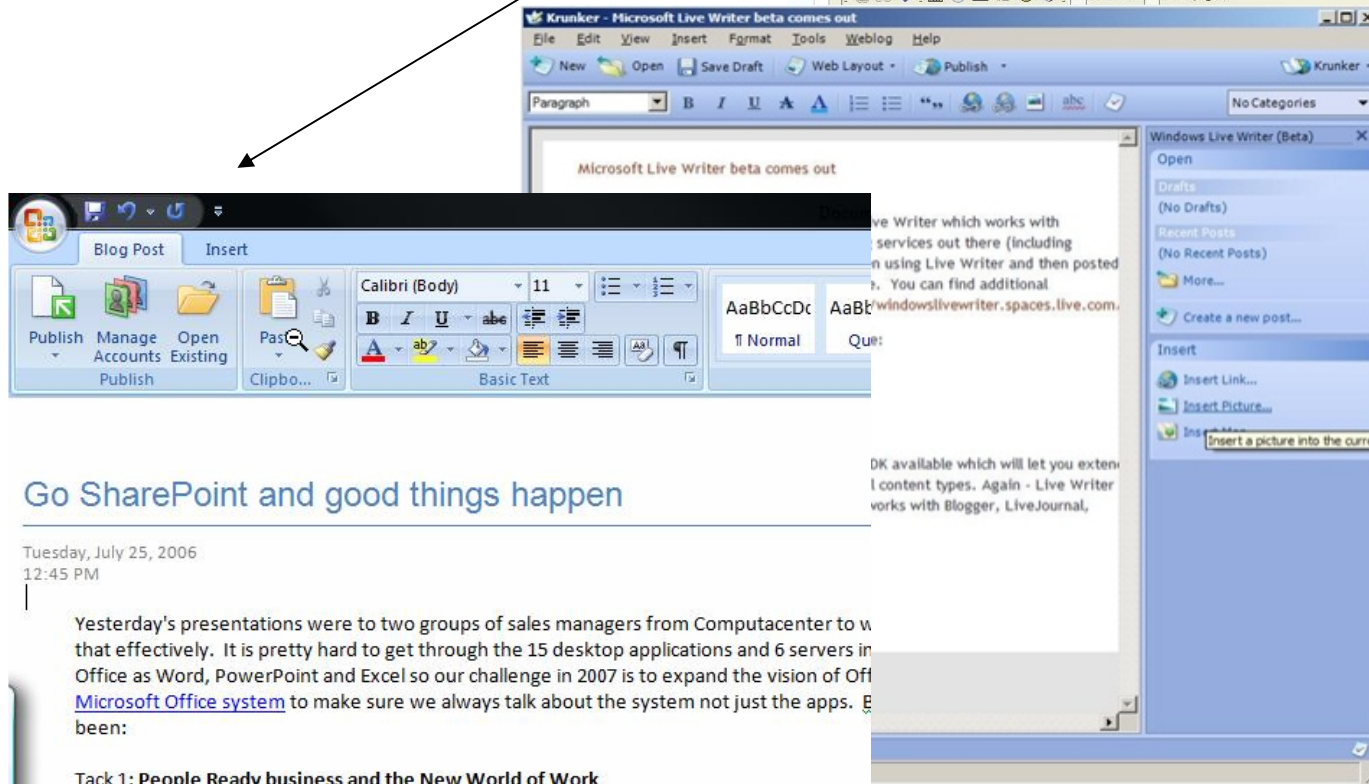 Krunker - Microsoft Live Writer beta comes out
File Edit View Insert Format Tools Weblog Help
New Open Save Draft Web Layout Publish Krunker
Paragraph B I U A A abc No Categories
Windows Live Writer (Beta)
Open
Drafts
(No Drafts)
Recent Posts
(No Recent Posts)
More...
Create a new post...
Insert
Insert Link...
Insert Picture...
Insert a picture into the curre
Microsoft Live Writer beta comes out
ve Writer which works with
services out there (including
n using Live Writer and then posted
e. You can find additional
/windowslivewriter.spaces.live.com.
DK available which will let you exten
l content types. Again - Live Writer
works with Blogger, LiveJournal,
Blog Post Insert
Publish Manage Accounts Open Existing
Publish
Clipbo...
Calibri (Body) 11
B I U abc
A ab
Basic Text
AaBbCcDc AaBb
¶ Normal Que:
Go SharePoint and good things happen
Tuesday, July 25, 2006
12:45 PM
Yesterday's presentations were to two groups of sales managers from Computacenter to w
that effectively. It is pretty hard to get through the 15 desktop applications and 6 servers in
Office as Word, PowerPoint and Excel so our challenge in 2007 is to expand the vision of Off
Microsoft Office system to make sure we always talk about the system not just the apps.
been:
Tack 1: People Ready business and the New World of Work